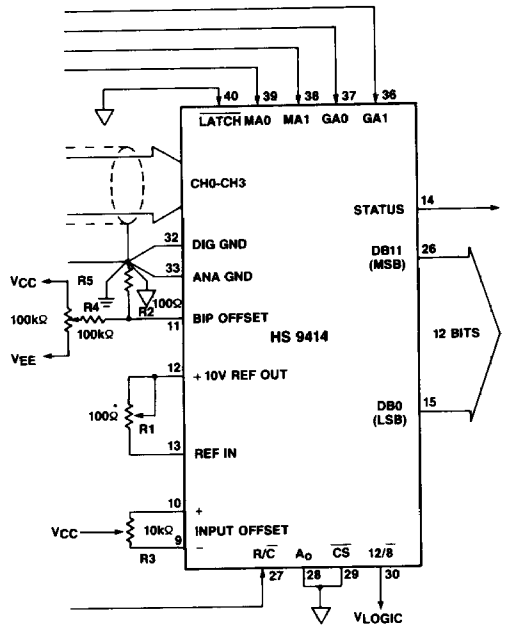 40 39 38 37 36
LATCH MA0 MA1 GA0 GA1
CH0-CH3
STATUS 14
32 DIG GND
DB11 26
(MSB)
33 ANA GND
R5
VCC
R4
R2 100Ω
100kΩ
100kΩ
11 BIP OFFSET
HS 9414
12 BITS
VEE
12 +10V REF OUT
DB0 15
(LSB)
100Ω*
R1
13 REF IN
10 +
VCC
10kΩ INPUT OFFSET
9 −
R3
R/C A0 CS 12/8
27 28 29 30
VLOGIC